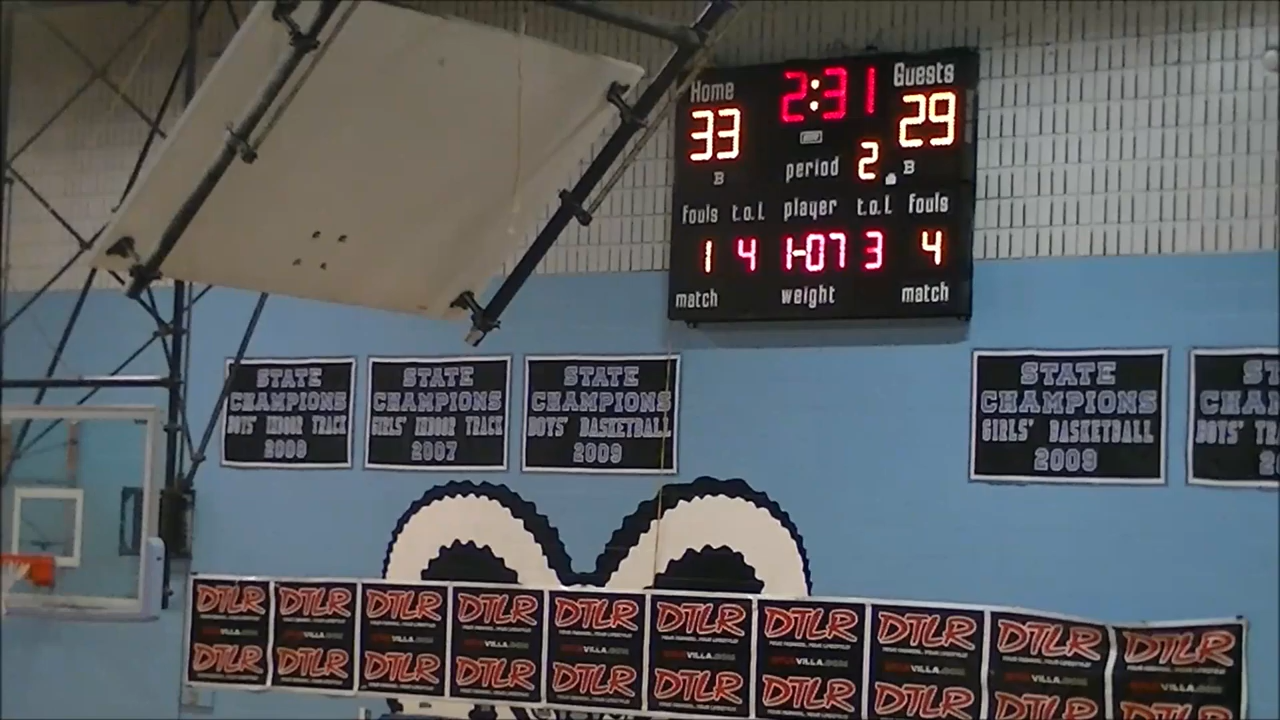 Home 2:31 Guests
33 29
period 2
B B
fouls t.o.l. player t.o.l. fouls
1 4 1-07 3 4
match weight match
STATE CHAMPIONS BOYS' INDOOR TRACK 2008
STATE CHAMPIONS GIRLS' INDOOR TRACK 2007
STATE CHAMPIONS BOYS' BASKETBALL 2009
STATE CHAMPIONS GIRLS' BASKETBALL 2009
DTLR DTLR DTLR DTLR DTLR DTLR DTLR DTLR DTLR DTLR
DTLR DTLR DTLR DTLR DTLR DTLR DTLR DTLR DTLR DTLR